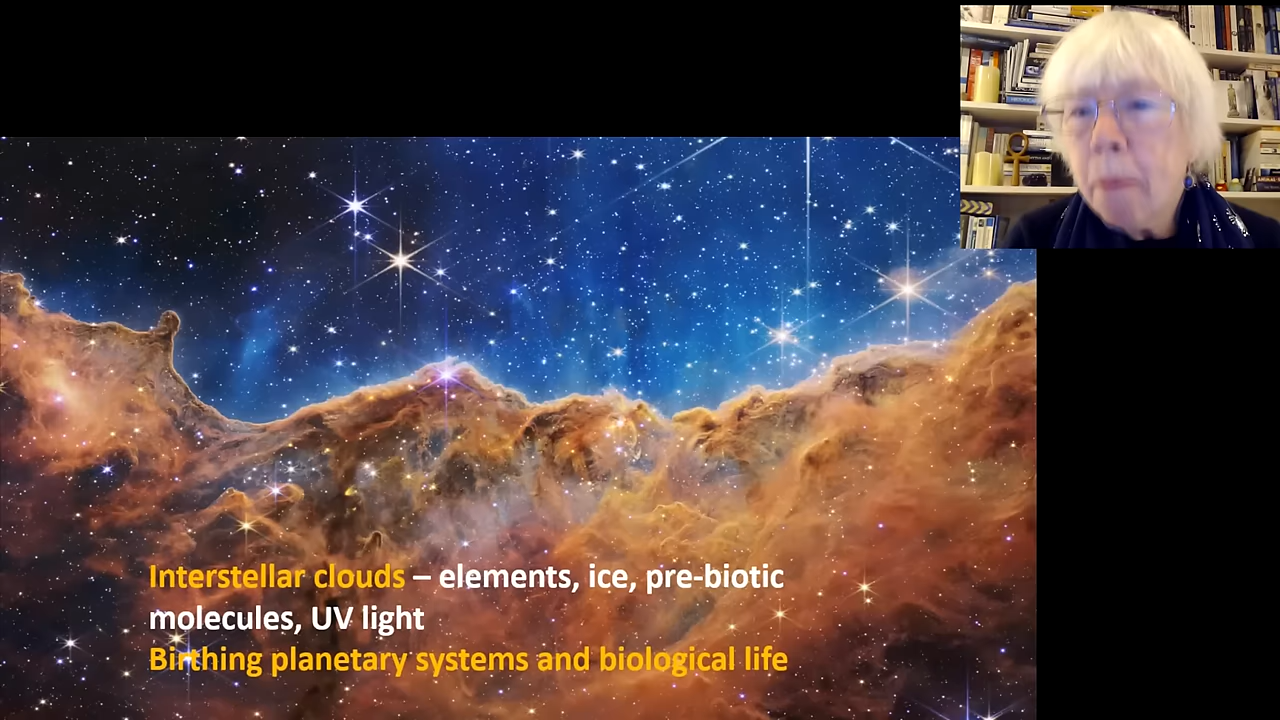 Interstellar clouds – elements, ice, pre-biotic
molecules, UV light
Birthing planetary systems and biological life